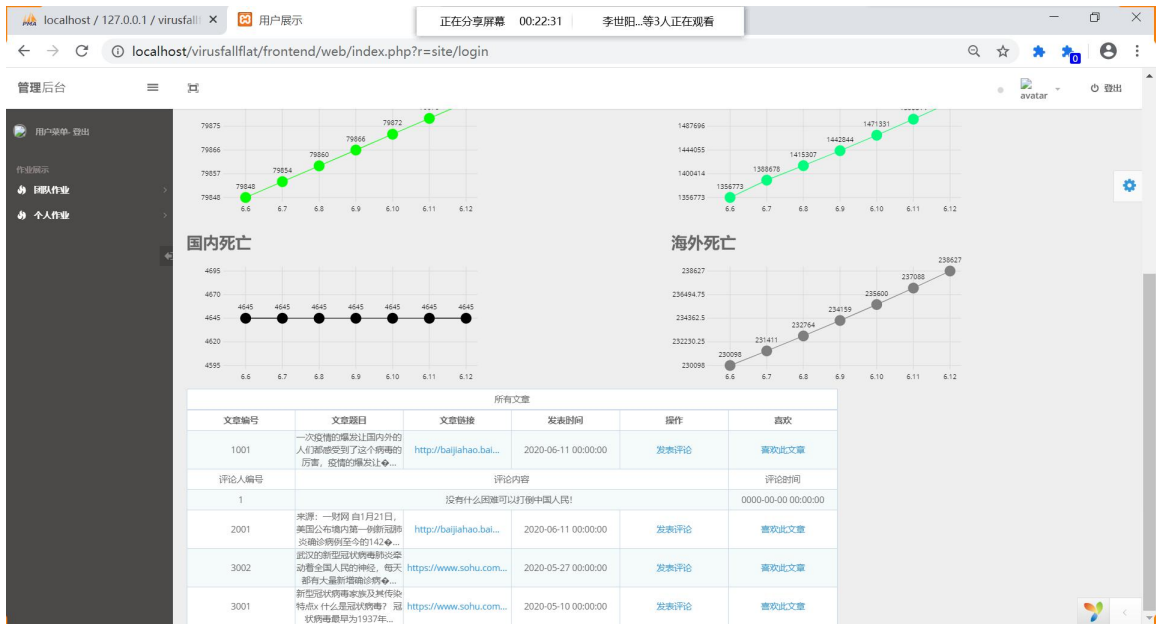 localhost / 127.0.0.1 / virusfall
用户展示
正在分享屏幕 00:22:31 李世阳...等3人正在观看
localhost/virusfallflat/frontend/web/index.php?r=site/login
0
管理后台
avatar
登出
用户菜单- 登出
作业展示
团队作业
个人作业
79875
79866
79857
79848
79848
79854
79860
79866
79872
6.6 6.7 6.8 6.9 6.10 6.11 6.12
1487696
1444055
1400414
1356773
1356773
1388678
1415307
1442844
1471331
6.6 6.7 6.8 6.9 6.10 6.11 6.12
国内死亡
4695
4670
4645
4620
4595
4645 4645 4645 4645 4645 4645 4645
6.6 6.7 6.8 6.9 6.10 6.11 6.12
海外死亡
238627
236494.75
234362.5
232230.25
230098
230098
231411
232764
234159
235600
237088
238627
6.6 6.7 6.8 6.9 6.10 6.11 6.12
所有文章
文章编号 文章题目 文章链接 发表时间 操作 喜欢
一次疫情的爆发让国内外的
1001 人们都感受到了这个病毒的 http://baijiahao.bai... 2020-06-11 00:00:00 发表评论 喜欢此文章
厉害，疫情的爆发让�...
评论人编号 评论内容 评论时间
1 没有什么困难可以打倒中国人民! 0000-00-00 00:00:00
来源：一财网 自1月21日，
2001 美国公布境内第一例新冠肺 http://baijiahao.bai... 2020-06-11 00:00:00 发表评论 喜欢此文章
炎确诊病例至今的142�...
武汉的新型冠状病毒肺炎牵
3002 动着全国人民的神经，每天 https://www.sohu.com... 2020-05-27 00:00:00 发表评论 喜欢此文章
都有大量新增确诊病�...
新型冠状病毒家族及其传染
3001 特点x 什么是冠状病毒？ 冠 https://www.sohu.com... 2020-05-10 00:00:00 发表评论 喜欢此文章
状病毒最早为1937年...